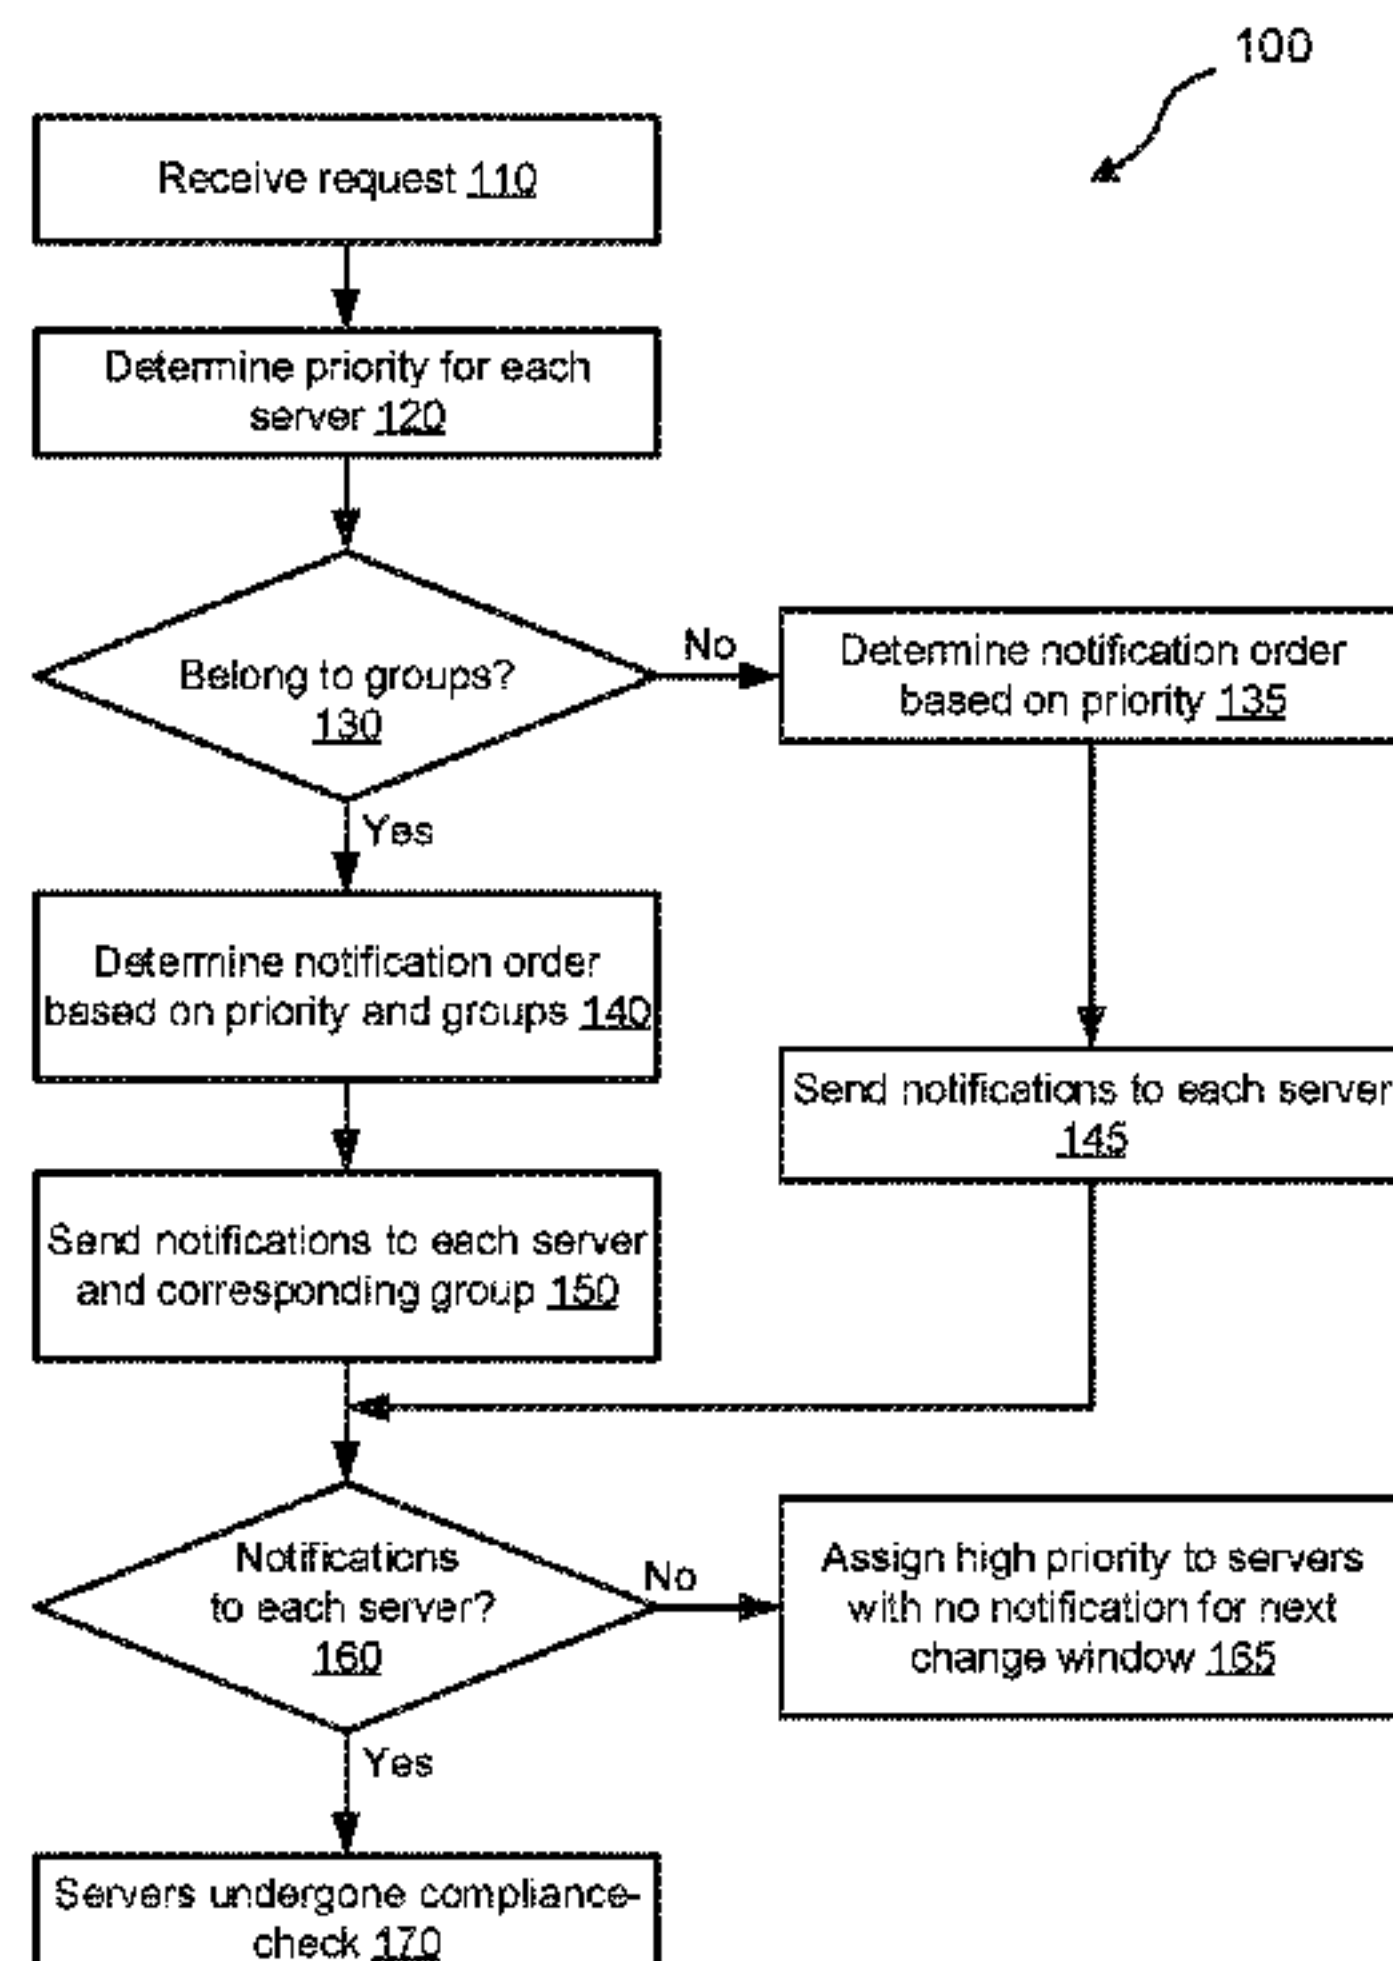 100
Receive request 110
Determine priority for each
server 120
Belong to groups?
130
No
Determine notification order
based on priority 135
Yes
Determine notification order
based on priority and groups 140
Send notifications to each server
145
Send notifications to each server
and corresponding group 150
Notifications
to each server?
160
No
Assign high priority to servers
with no notification for next
change window 165
Yes
Servers undergone compliance-
check 170